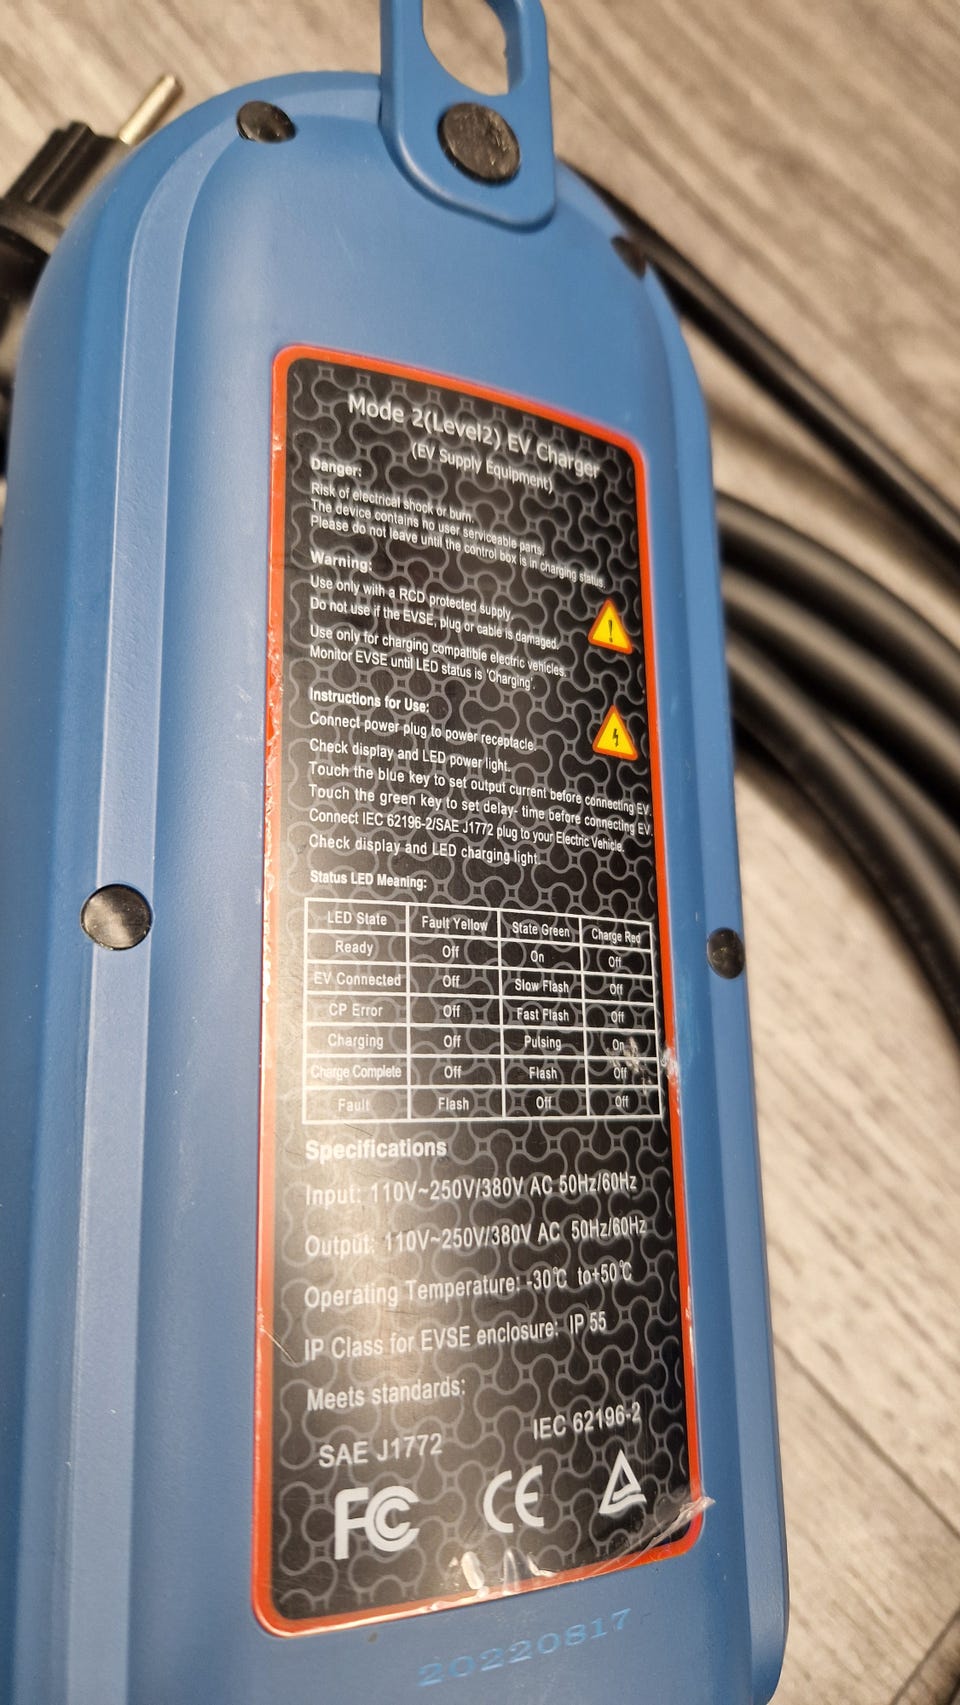 Mode 2(Level2) EV Charger
(EV Supply Equipment)
Danger:
Risk of electrical shock or burn.
The device contains no user serviceable parts.
Please do not leave until the control box is in charging status.
Warning:
Use only with a RCD protected supply.
Do not use if the EVSE, plug or cable is damaged.
Use only for charging compatible electric vehicles.
Monitor EVSE until LED status is 'Charging'.
Instructions for Use:
Connect power plug to power receptacle.
Check display and LED power light.
Touch the blue key to set output current before connecting EV.
Touch the green key to set delay- time before connecting EV.
Connect IEC 62196-2/SAE J1772 plug to your Electric Vehicle.
Check display and LED charging light.
Status LED Meaning:
LED State Fault Yellow State Green Charge Red
Ready Off On Off
EV Connected Off Slow Flash Off
CP Error Off Fast Flash Off
Charging Off Pulsing On
Charge Complete Off Flash Off
Fault Flash Off Off
Specifications
Input: 110V~250V/380V AC 50Hz/60Hz
Output: 110V~250V/380V AC 50Hz/60Hz
Operating Temperature: -30℃ to+50℃
IP Class for EVSE enclosure: IP 55
Meets standards:
SAE J1772 IEC 62196-2
FC CE
20220817